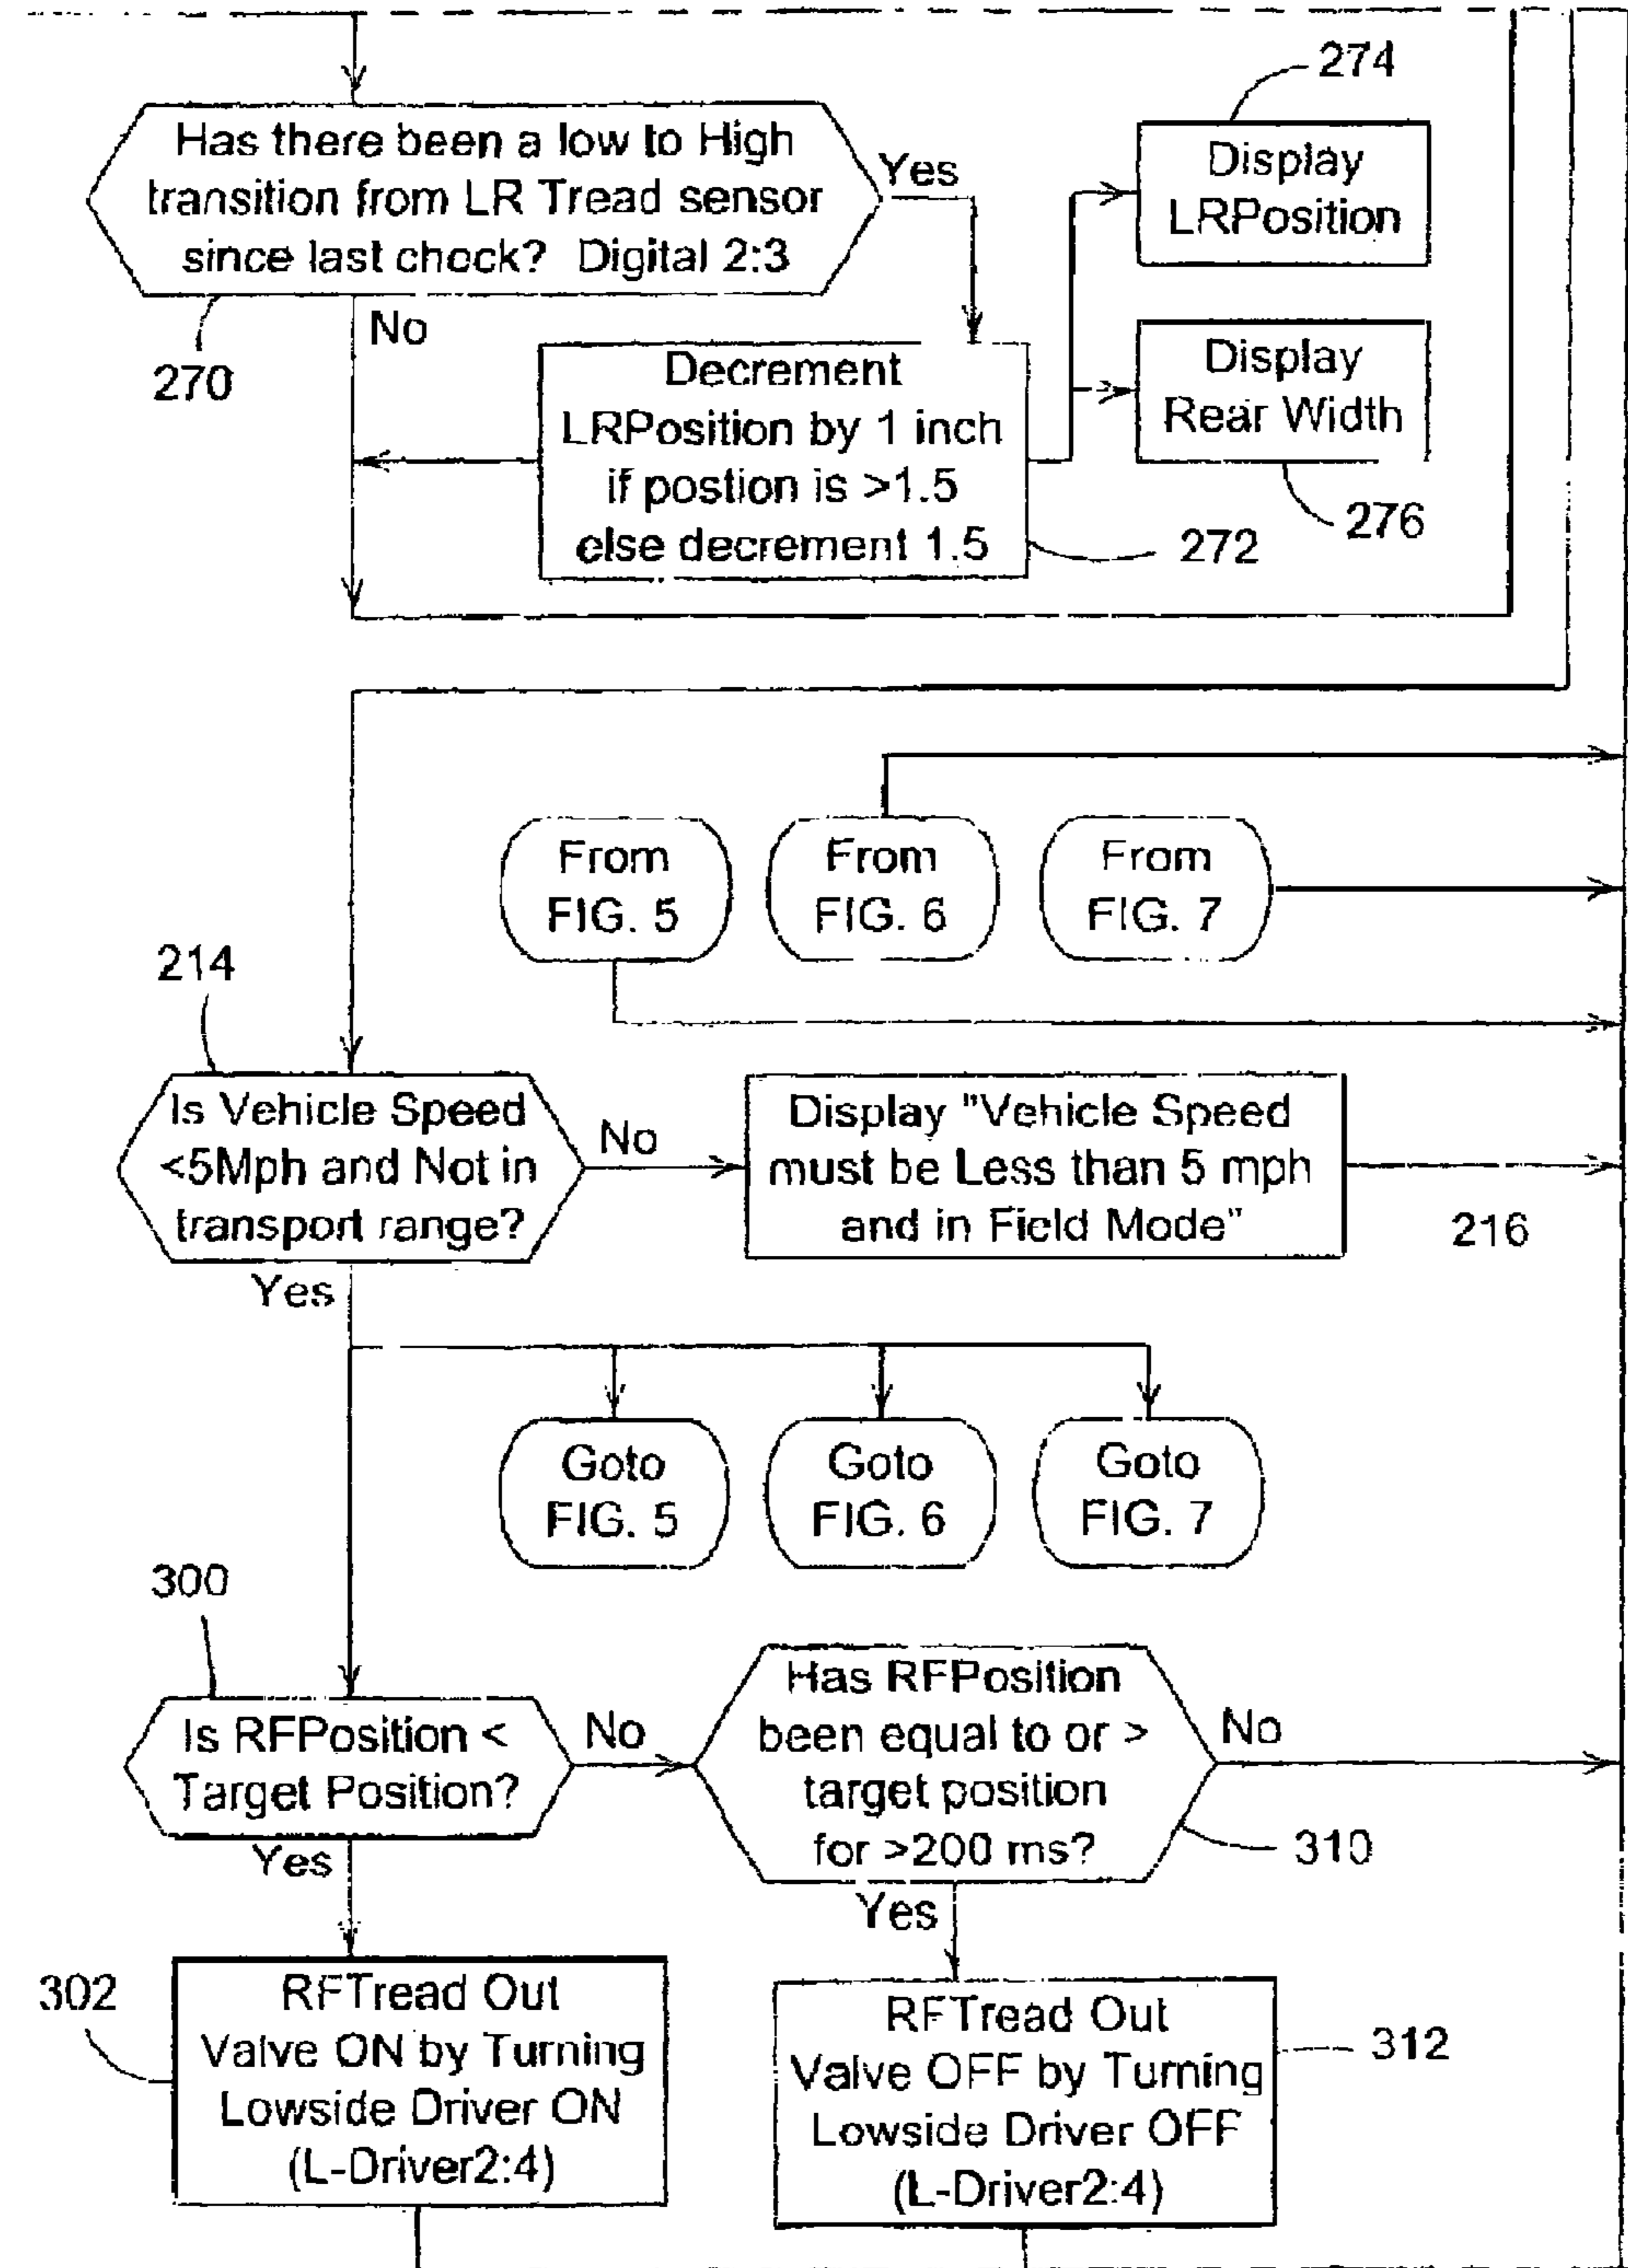 274
Has there been a low to High
transition from LR Tread sensor
since last chock? Digital 2:3
Yes
Display
LRPosition
270
No
Decrement
LRPosition by 1 inch
if postion is >1.5
else decrement 1.5
Display
Rear Width
276
272
From
FIG. 5
From
FIG. 6
From
FIG. 7
214
Is Vehicle Speed
<5Mph and Not in
transport range?
No
Display "Vehicle Speed
must be Less than 5 mph
and in Field Mode"
216
Yes
Goto
FIG. 5
Goto
FIG. 6
Goto
FIG. 7
300
Is RFPosition <
Target Position?
No
Has RFPosition
been equal to or >
target position
for >200 ms?
No
310
Yes
Yes
302
RFTread Out
Valve ON by Turning
Lowside Driver ON
(L-Driver2:4)
RFTread Out
Valve OFF by Turning
Lowside Driver OFF
(L-Driver2:4)
312